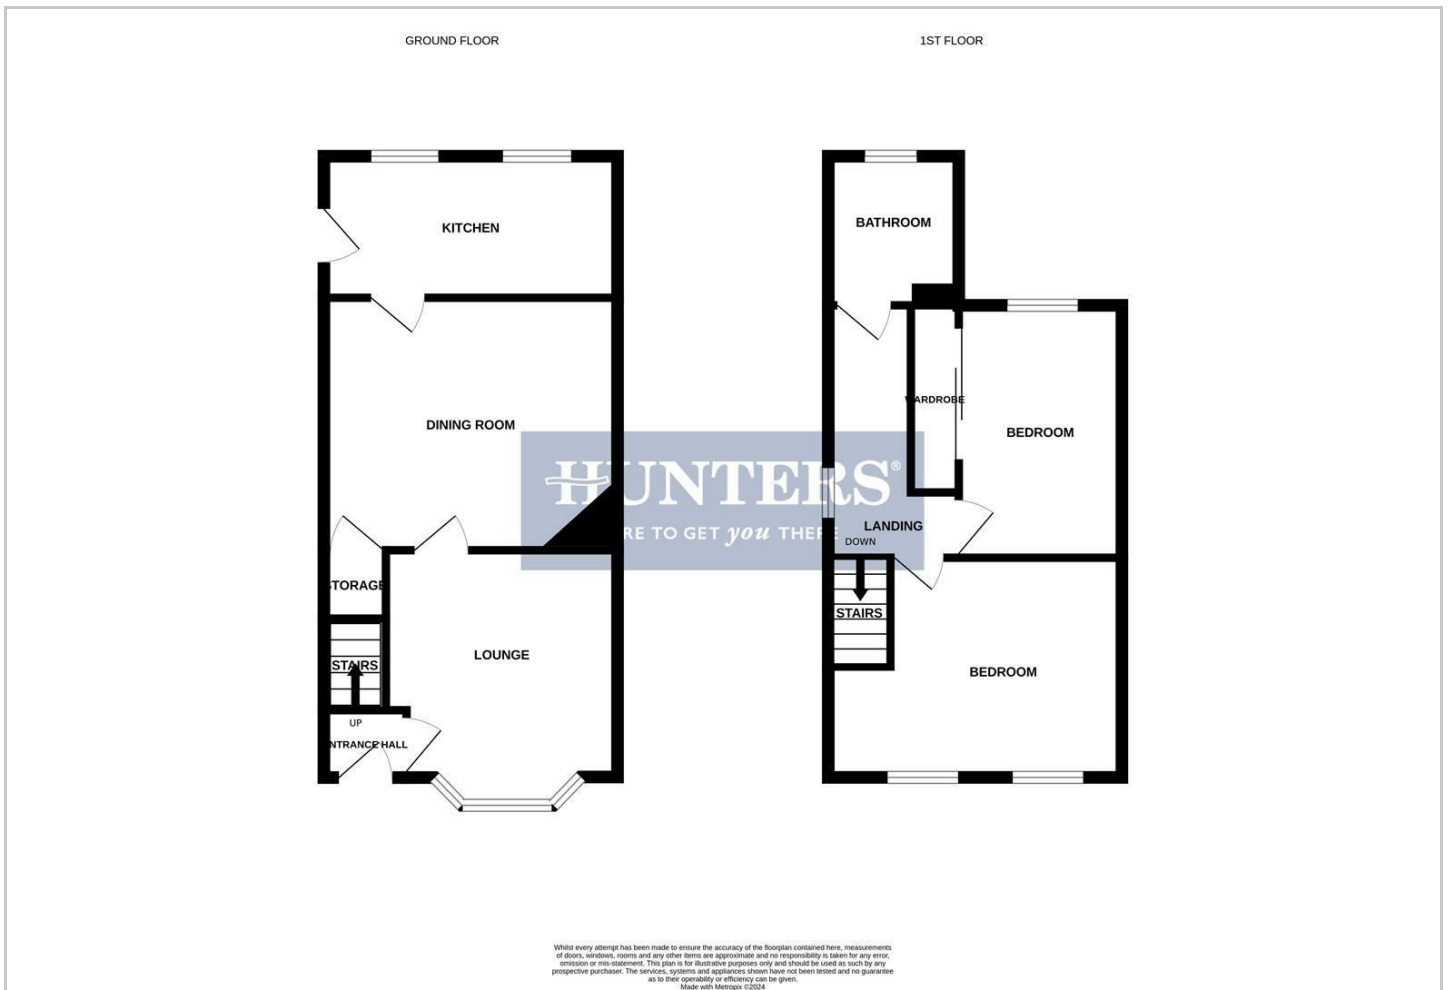 GROUND FLOOR
1ST FLOOR
KITCHEN
DINING ROOM
STORAGE
STAIRS
LOUNGE
UP
ENTRANCE HALL
BATHROOM
WARDROBE
BEDROOM
LANDING
DOWN
STAIRS
BEDROOM
HUNTERS®
HERE TO GET you THERE
Whilst every attempt has been made to ensure the accuracy of the floorplan contained here, measurements
of doors, windows, rooms and any other items are approximate and no responsibility is taken for any error,
omission or mis-statement. This plan is for illustrative purposes only and should be used as such by any
prospective purchaser. The services, systems and appliances shown have not been tested and no guarantee
as to their operability or efficiency can be given.
Made with Metropix ©2024